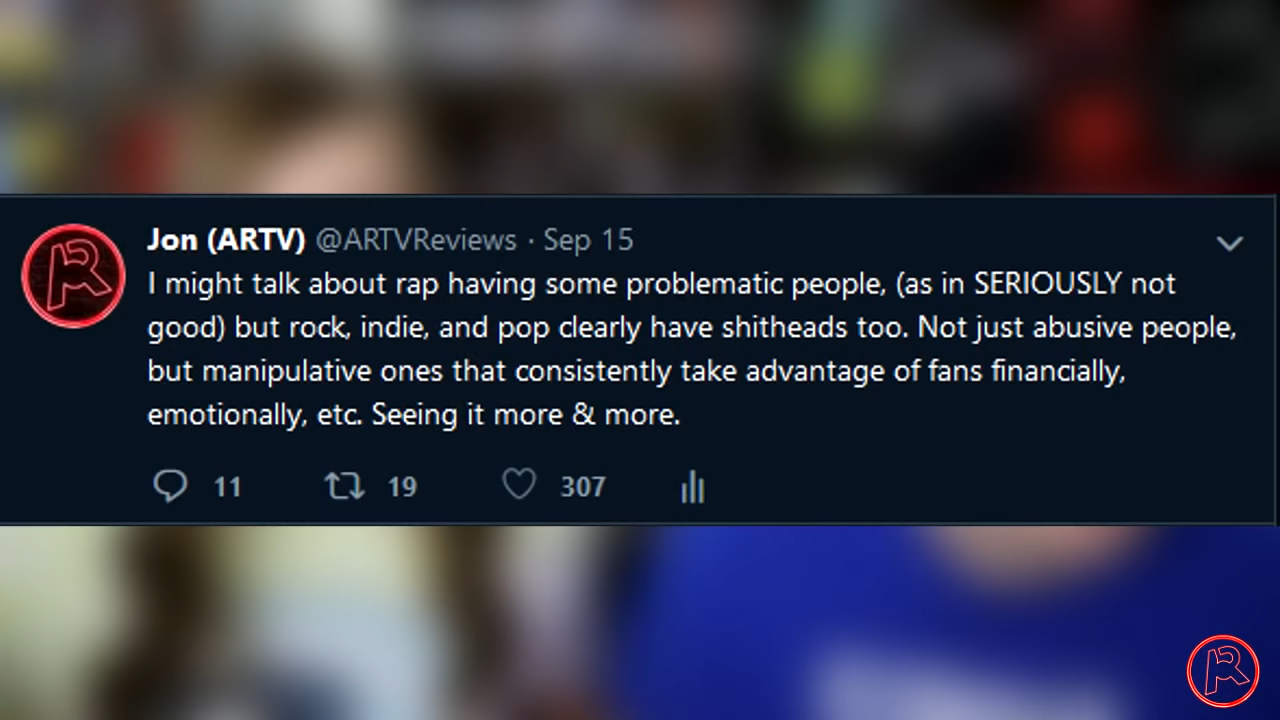 Jon (ARTV) @ARTVReviews · Sep 15
I might talk about rap having some problematic people, (as in SERIOUSLY not
good) but rock, indie, and pop clearly have shitheads too. Not just abusive people,
but manipulative ones that consistently take advantage of fans financially,
emotionally, etc. Seeing it more & more.
11 19 307